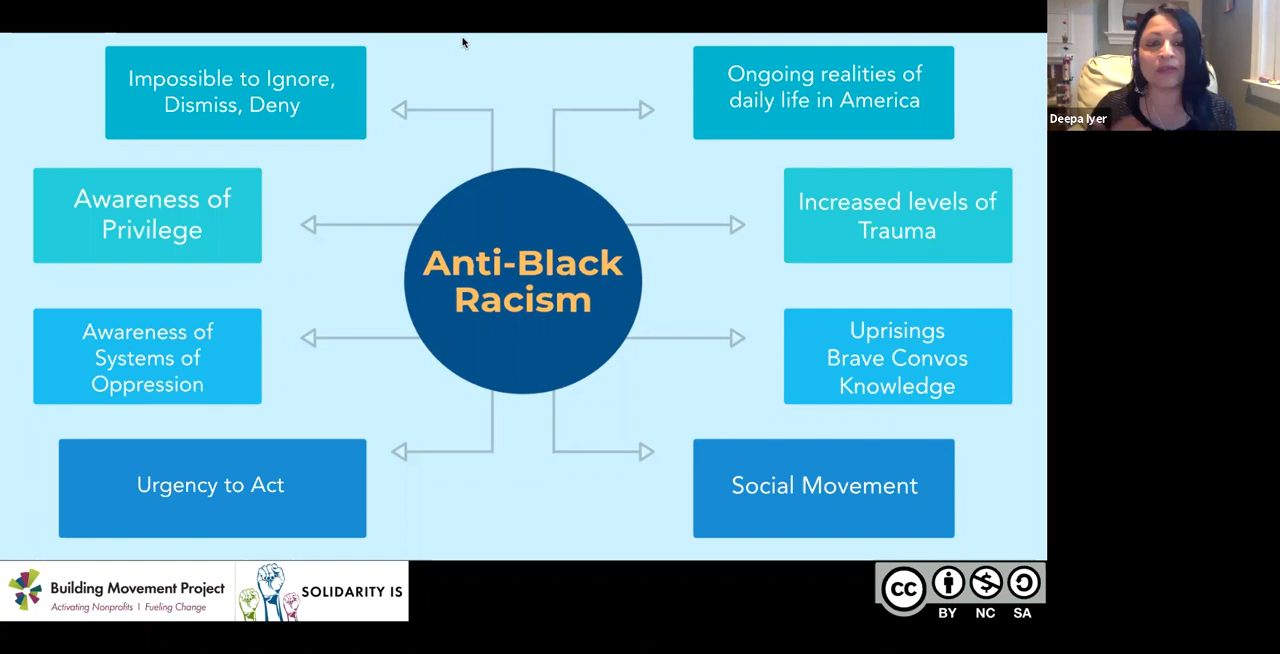 Impossible to Ignore,
Dismiss, Deny
Ongoing realities of
daily life in America
Deepa Iyer
Awareness of
Privilege
Increased levels of
Trauma
Anti-Black
Racism
Awareness of
Systems of
Oppression
Uprisings
Brave Convos
Knowledge
Urgency to Act
Social Movement
Building Movement Project
Activating Nonprofits | Fueling Change
SOLIDARITY IS
CC
BY NC SA